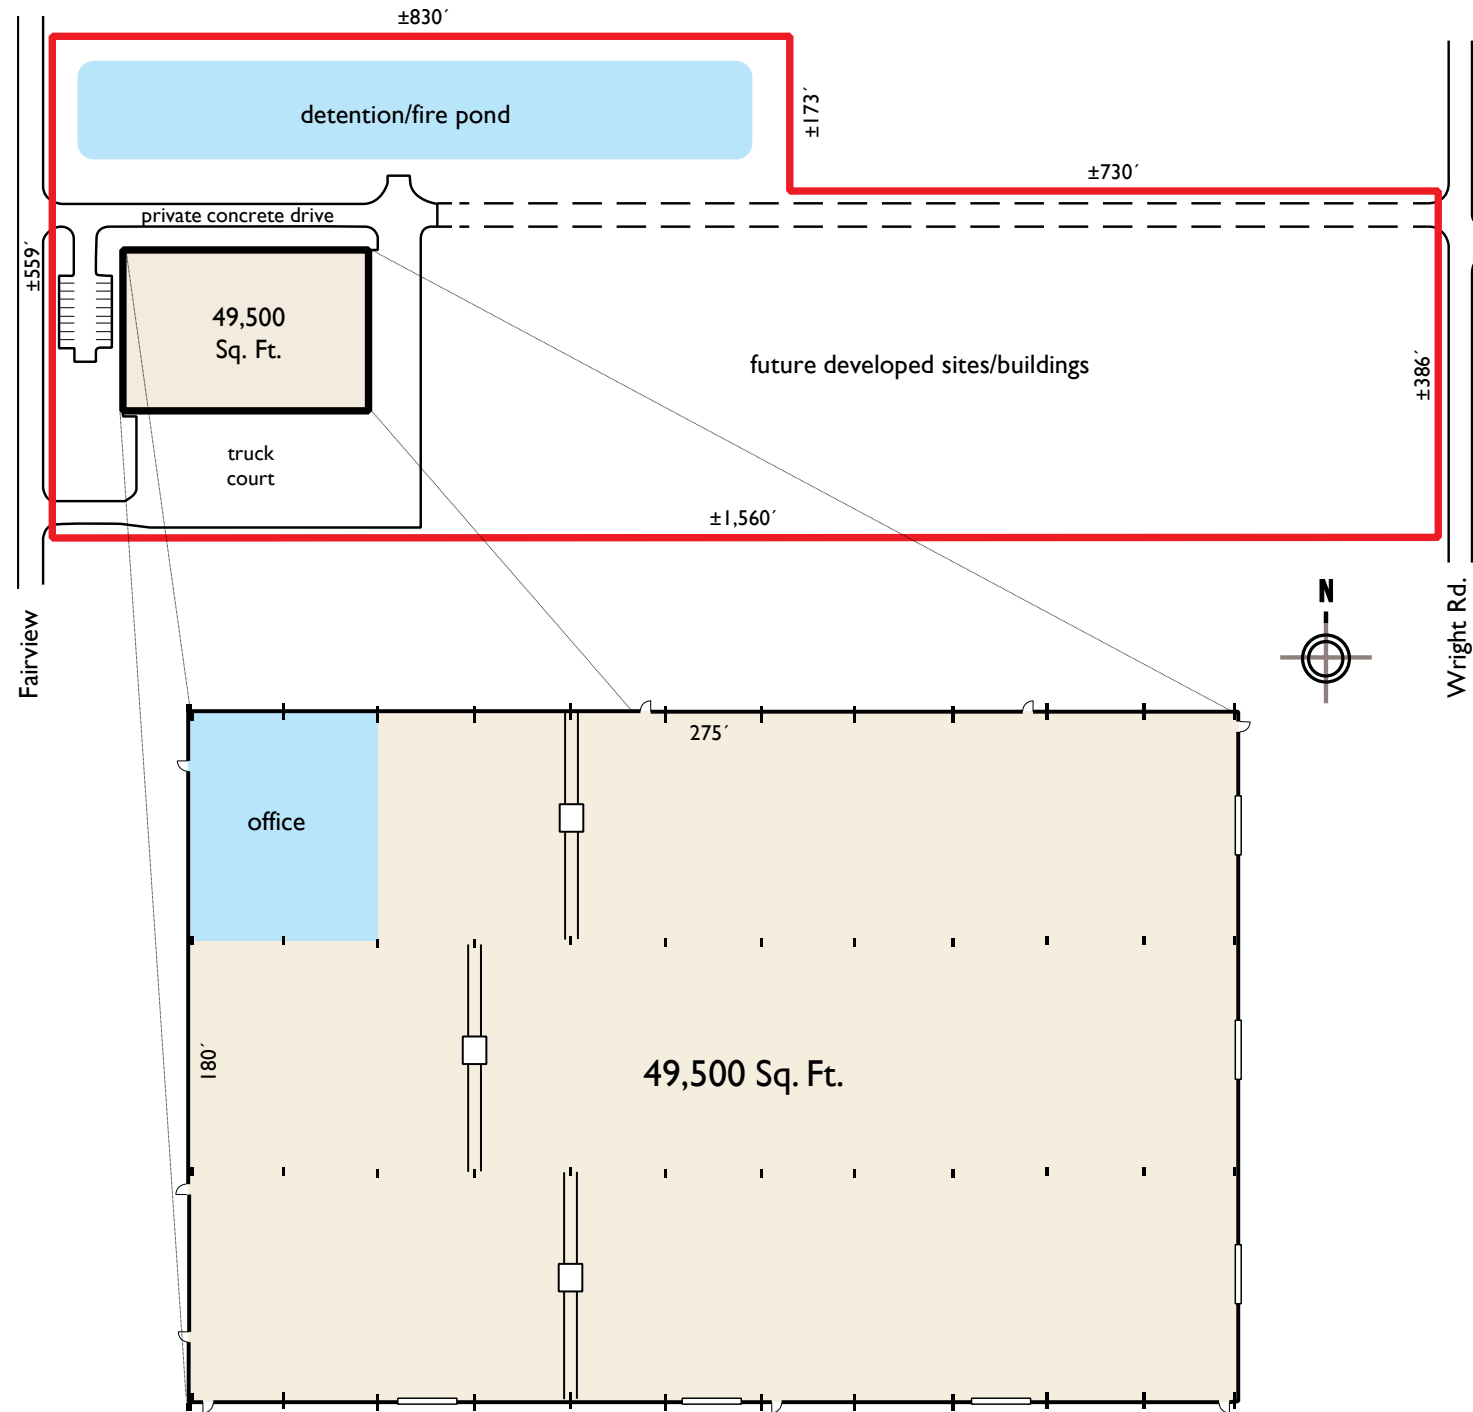 ±830´
detention/fire pond
±173´
±730´
private concrete drive
±559´
49,500
Sq. Ft.
future developed sites/buildings
±386´
truck
court
±1,560´
N
Fairview
Wright Rd.
275´
office
180´
49,500 Sq. Ft.